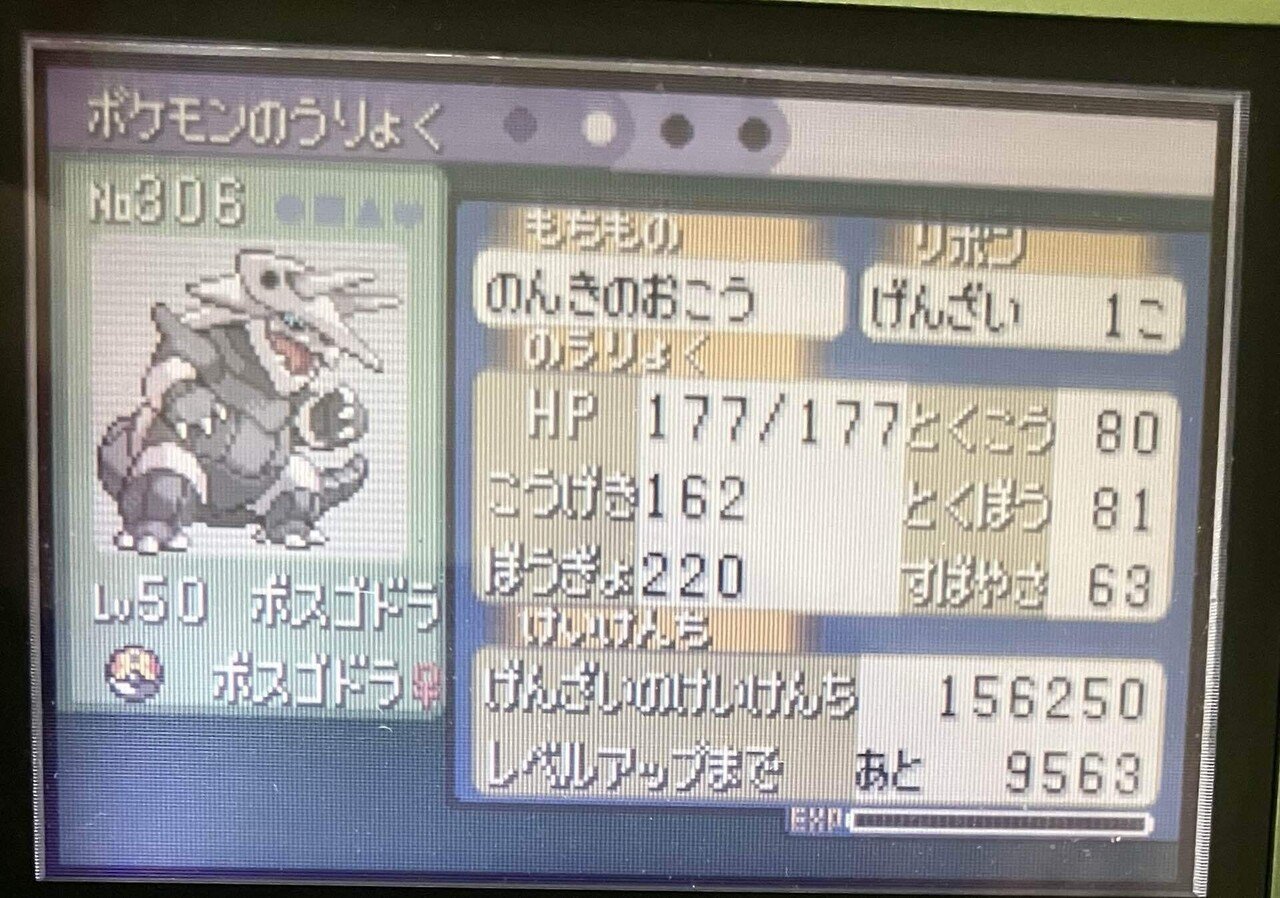 ポケモンのうりょく
No306
Lv50 ボスゴドラ
ボスゴドラ♀
もちもの リボン
のんきのおこう げんざい 1こ
のうりょく
HP 177/177 とくこう 80
こうげき 162 とくぼう 81
ぼうぎょ 220 すばやさ 63
けいけんち
げんざいのけいけんち 156250
レベルアップまで あと 9563
EXP